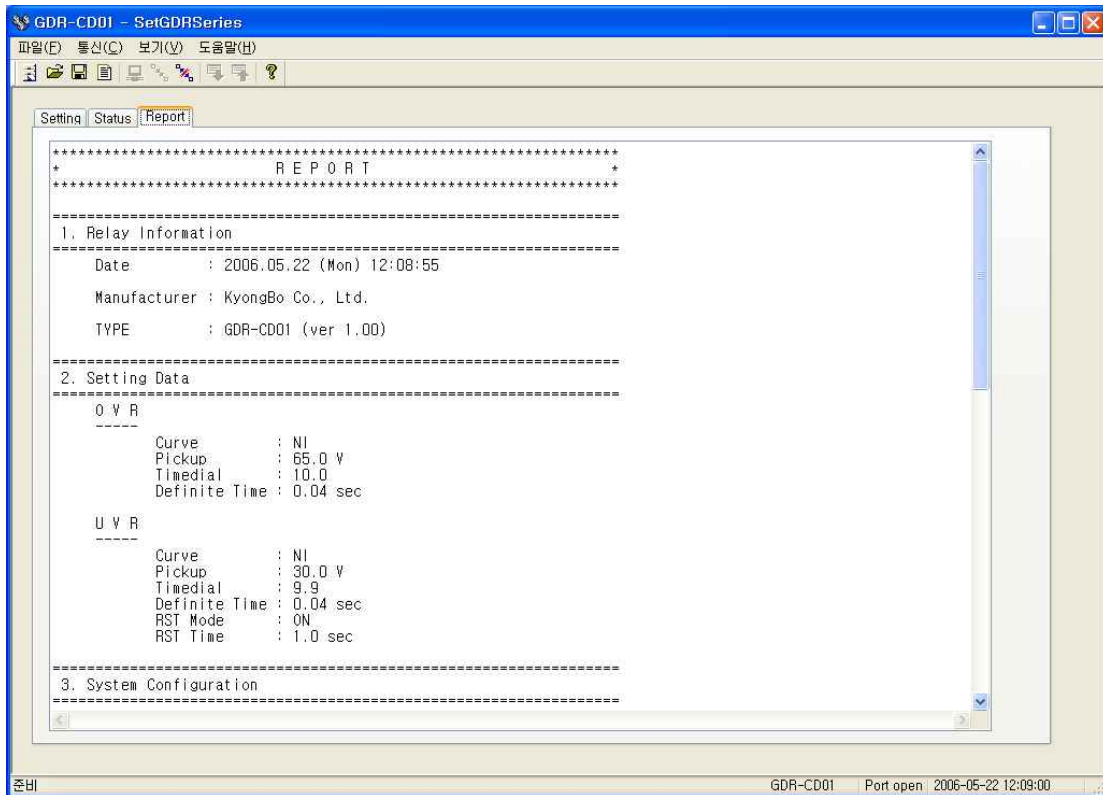 GDR-CD01 - SetGDRSeries
파일(F) 통신(C) 보기(V) 도움말(H)
Setting Status Report
*******************************************************************
* R E P O R T *
*******************************************************************
===================================================================
1. Relay Information
===================================================================
Date : 2006.05.22 (Mon) 12:08:55
Manufacturer : KyongBo Co., Ltd.
TYPE : GDR-CD01 (ver 1.00)
===================================================================
2. Setting Data
===================================================================
O V R
-----
Curve : NI
Pickup : 65.0 V
Timedial : 10.0
Definite Time : 0.04 sec
U V R
-----
Curve : NI
Pickup : 30.0 V
Timedial : 9.9
Definite Time : 0.04 sec
RST Mode : ON
RST Time : 1.0 sec
===================================================================
3. System Configuration
===================================================================
준비 GDR-CD01 Port open 2006-05-22 12:09:00